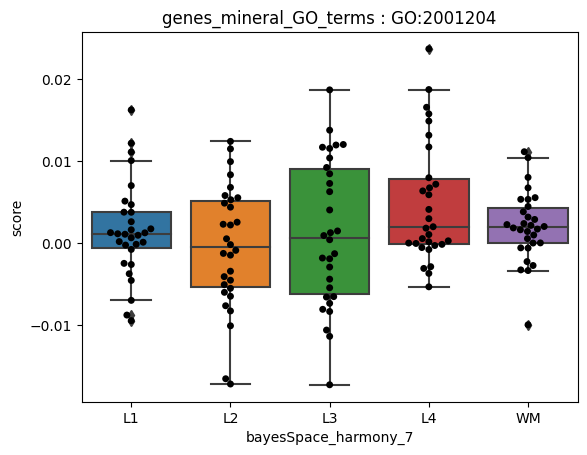 genes_mineral_GO_terms : GO:2001204
score
0.02
0.01
0.00
−0.01
L1 L2 L3 L4 WM
bayesSpace_harmony_7